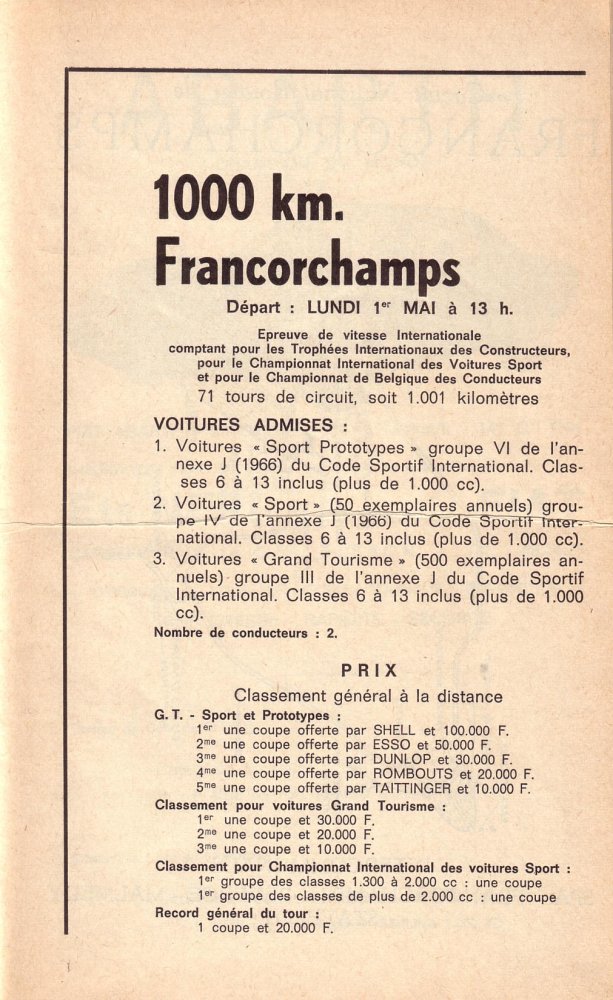 1000 km.
Francorchamps
Départ : LUNDI 1er MAI à 13 h.
Epreuve de vitesse Internationale
comptant pour les Trophées Internationaux des Constructeurs,
pour le Championnat International des Voitures Sport
et pour le Championnat de Belgique des Conducteurs
71 tours de circuit, soit 1.001 kilomètres
VOITURES ADMISES :
1. Voitures « Sport Prototypes » groupe VI de l'an-
nexe J (1966) du Code Sportif International. Clas-
ses 6 à 13 inclus (plus de 1.000 cc).
2. Voitures « Sport » (50 exemplaires annuels) grou-
pe IV de l'annexe J (1966) du Code Sportif Inter-
national. Classes 6 à 13 inclus (plus de 1.000 cc).
3. Voitures « Grand Tourisme » (500 exemplaires an-
nuels) groupe III de l'annexe J du Code Sportif
International. Classes 6 à 13 inclus (plus de 1.000
cc).
Nombre de conducteurs : 2.
PRIX
Classement général à la distance
G. T. - Sport et Prototypes :
1er une coupe offerte par SHELL et 100.000 F.
2me une coupe offerte par ESSO et 50.000 F.
3me une coupe offerte par DUNLOP et 30.000 F.
4me une coupe offerte par ROMBOUTS et 20.000 F.
5me une coupe offerte par TAITTINGER et 10.000 F.
Classement pour voitures Grand Tourisme :
1er une coupe et 30.000 F.
2me une coupe et 20.000 F.
3me une coupe et 10.000 F.
Classement pour Championnat International des voitures Sport :
1er groupe des classes 1.300 à 2.000 cc : une coupe
1er groupe des classes de plus de 2.000 cc : une coupe
Record général du tour :
1 coupe et 20.000 F.